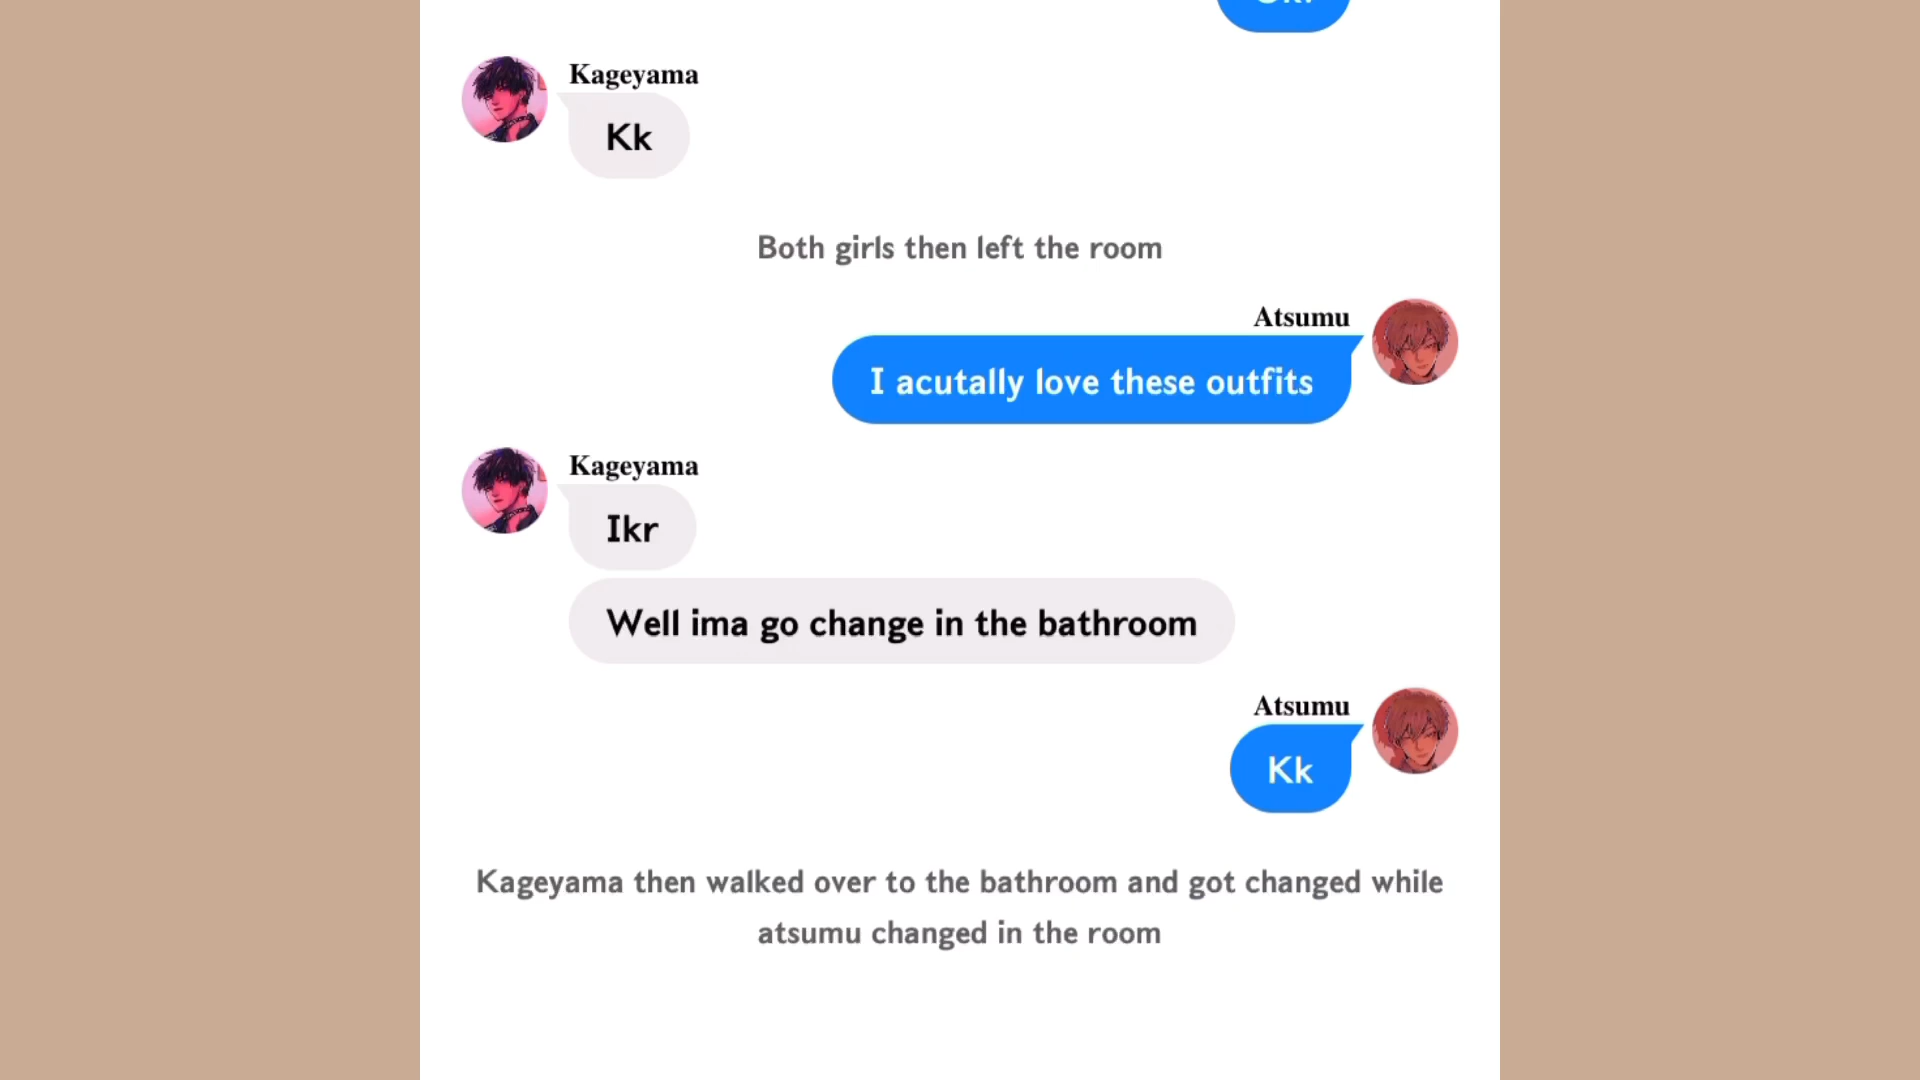 Kageyama
Kk
Both girls then left the room
Atsumu
I acutally love these outfits
Kageyama
Ikr
Well ima go change in the bathroom
Atsumu
Kk
Kageyama then walked over to the bathroom and got changed while
atsumu changed in the room